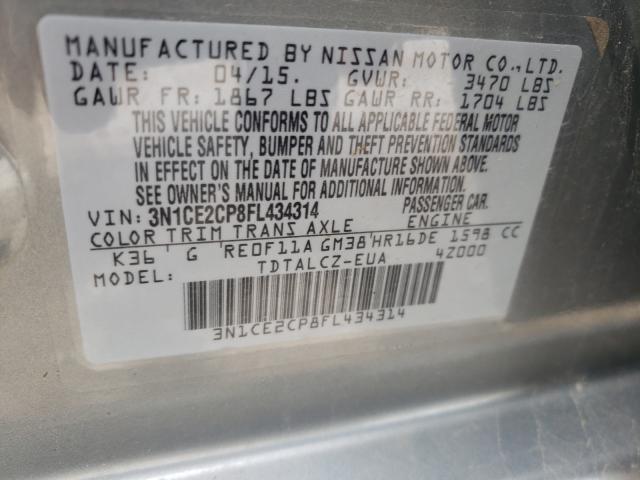 MANUFACTURED BY NISSAN MOTOR CO., LTD.
DATE: 04/15. GVWR: 3470 LBS
GAWR FR: 1867 LBS GAWR RR: 1704 LBS
THIS VEHICLE CONFORMS TO ALL APPLICABLE FEDERAL MOTOR
VEHICLE SAFETY, BUMPER AND THEFT PREVENTION STANDARDS
IN EFFECT ON THE DATE OF MANUFACTURE SHOWN ABOVE.
SEE OWNER'S MANUAL FOR ADDITIONAL INFORMATION.
VIN: 3N1CE2CP8FL434314 PASSENGER CAR.
COLOR TRIM TRANS AXLE ENGINE
K36 G RE0F11A GM38 HR16DE 1598 CC
MODEL: TDTALCZ-EUA 4Z000
3N1CE2CP8FL434314